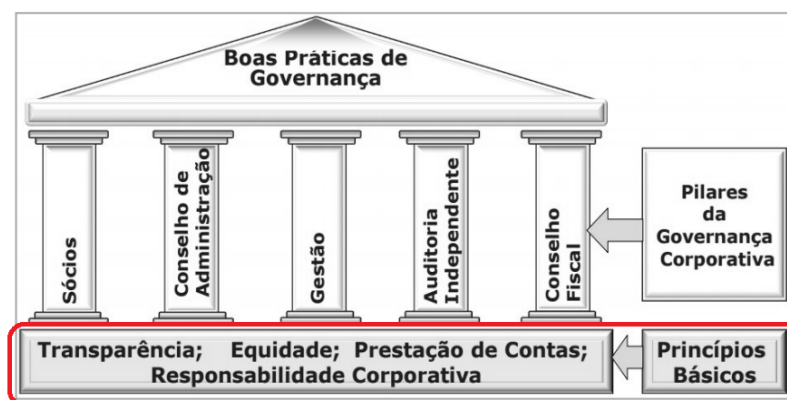 Boas Práticas de
Governança
Sócios
Conselho de
Administração
Gestão
Auditoria
Independente
Conselho
Fiscal
Pilares
da
Governança
Corporativa
Transparência; Equidade; Prestação de Contas;
Responsabilidade Corporativa
Princípios
Básicos